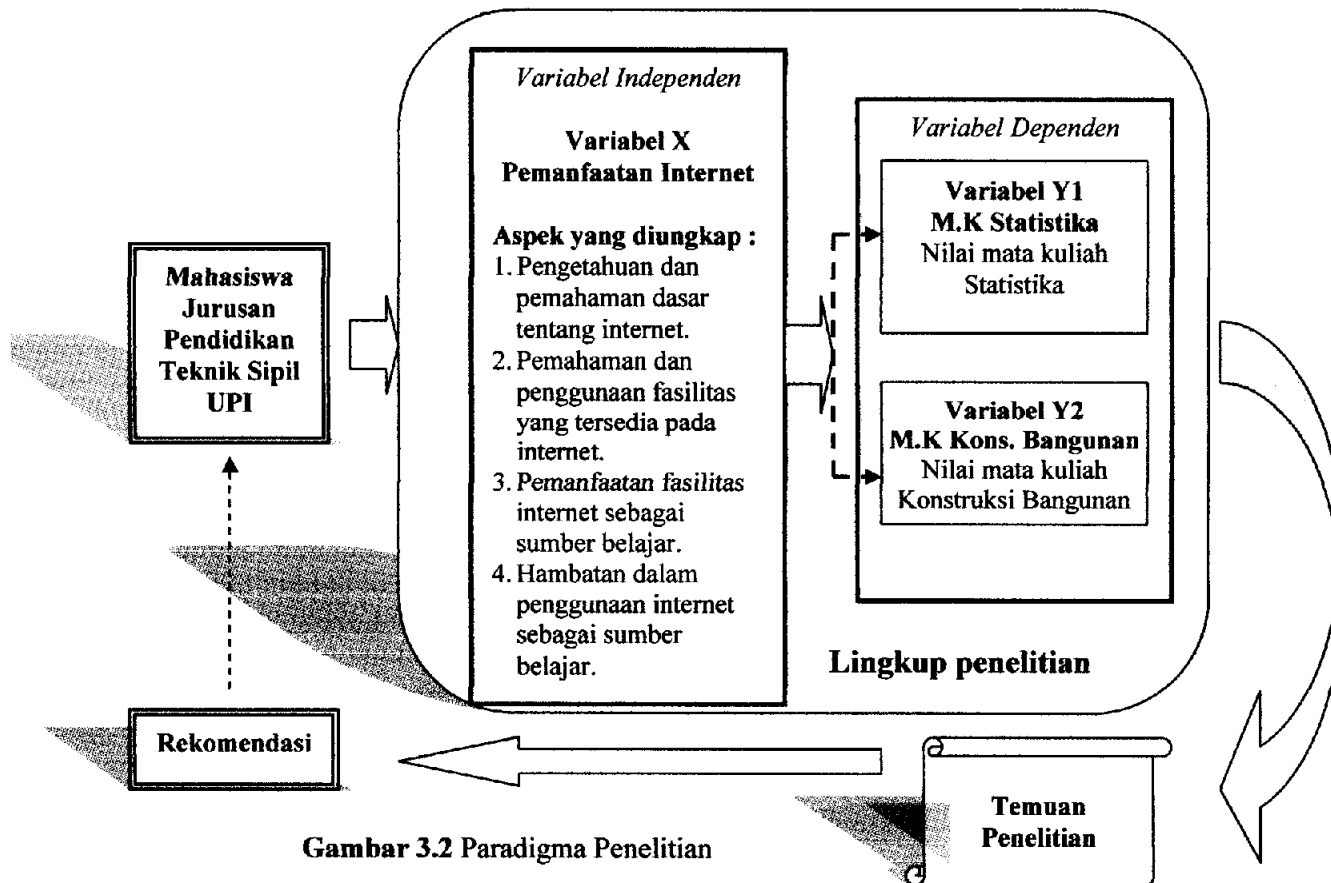 Mahasiswa
Jurusan
Pendidikan
Teknik Sipil
UPI
Variabel Independen
Variabel X
Pemanfaatan Internet
Aspek yang diungkap :
1. Pengetahuan dan
pemahaman dasar
tentang internet.
2. Pemahaman dan
penggunaan fasilitas
yang tersedia pada
internet.
3. Pemanfaatan fasilitas
internet sebagai
sumber belajar.
4. Hambatan dalam
penggunaan internet
sebagai sumber
belajar.
Variabel Dependen
Variabel Y1
M.K Statistika
Nilai mata kuliah
Statistika
Variabel Y2
M.K Kons. Bangunan
Nilai mata kuliah
Konstruksi Bangunan
Lingkup penelitian
Temuan
Penelitian
Rekomendasi
Gambar 3.2 Paradigma Penelitian